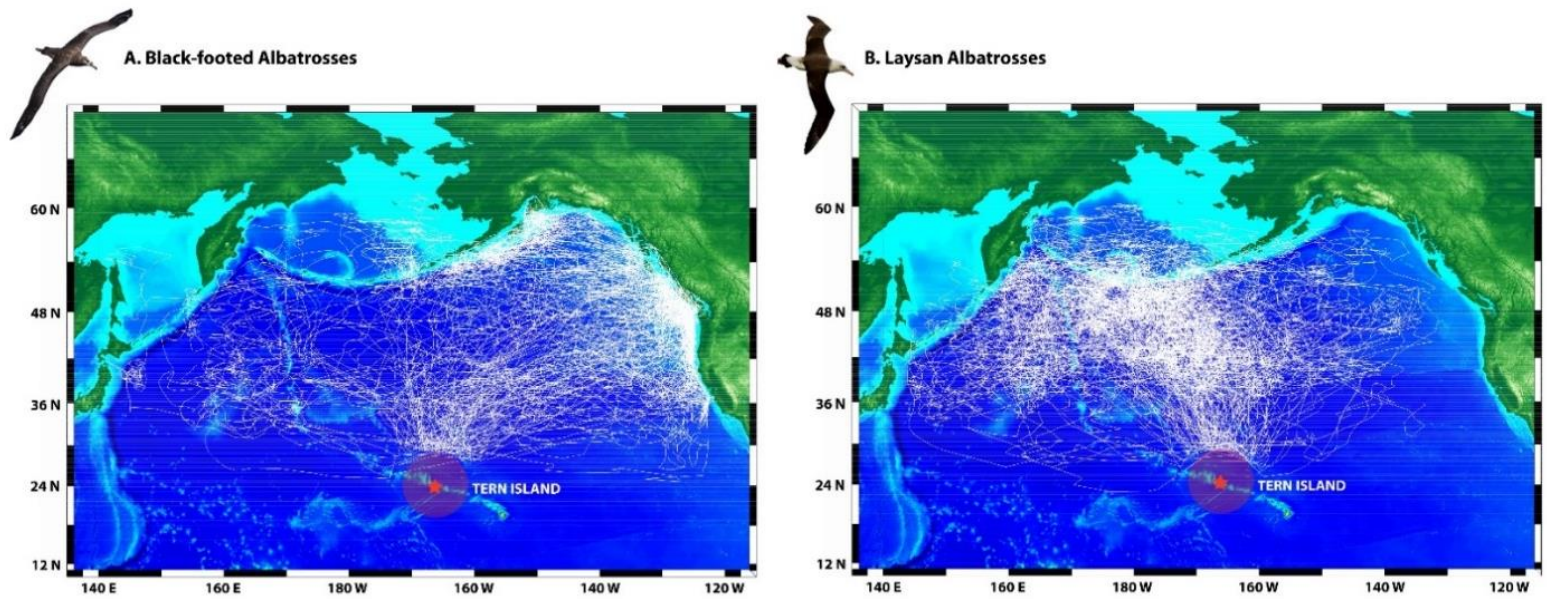 A. Black-footed Albatrosses
60 N
48 N
36 N
24 N
12 N
TERN ISLAND
140 E
160 E
180 W
160 W
140 W
120 W
B. Laysan Albatrosses
60 N
48 N
36 N
24 N
12 N
TERN ISLAND
140 E
160 E
180 W
160 W
140 W
120 W